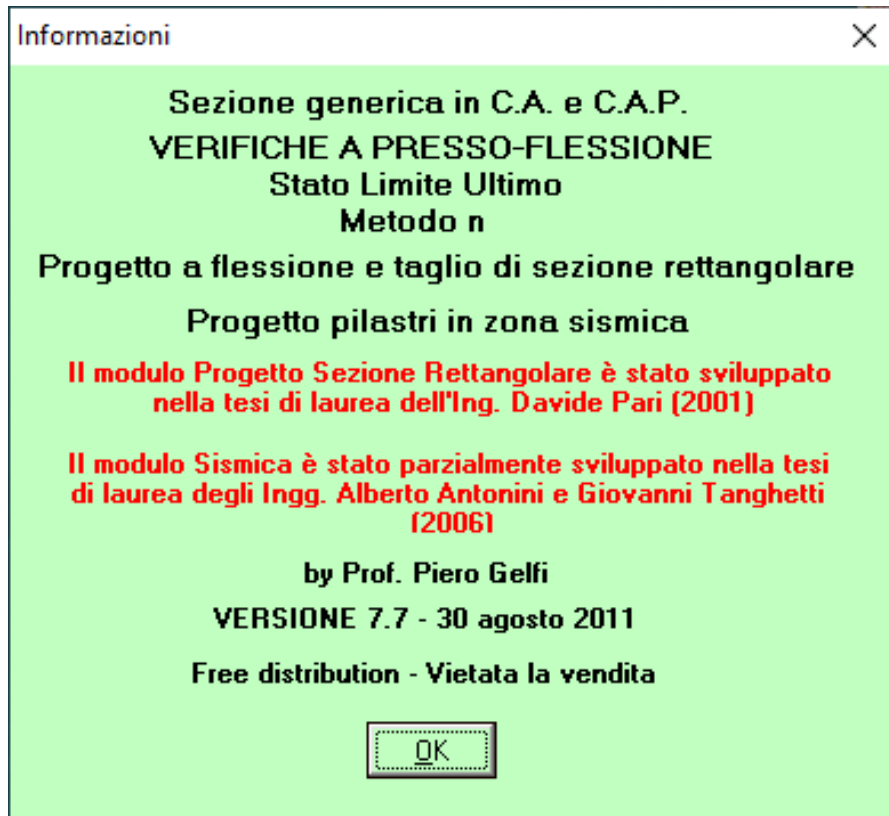 Informazioni
Sezione generica in C.A. e C.A.P.
VERIFICHE A PRESSO-FLESSIONE
Stato Limite Ultimo
Metodo n
Progetto a flessione e taglio di sezione rettangolare
Progetto pilastri in zona sismica
Il modulo Progetto Sezione Rettangolare è stato sviluppato
nella tesi di laurea dell'Ing. Davide Pari (2001)
Il modulo Sismica è stato parzialmente sviluppato nella tesi
di laurea degli Ingg. Alberto Antonini e Giovanni Tanghetti
(2006)
by Prof. Piero Gelfi
VERSIONE 7.7 - 30 agosto 2011
Free distribution - Vietata la vendita
OK